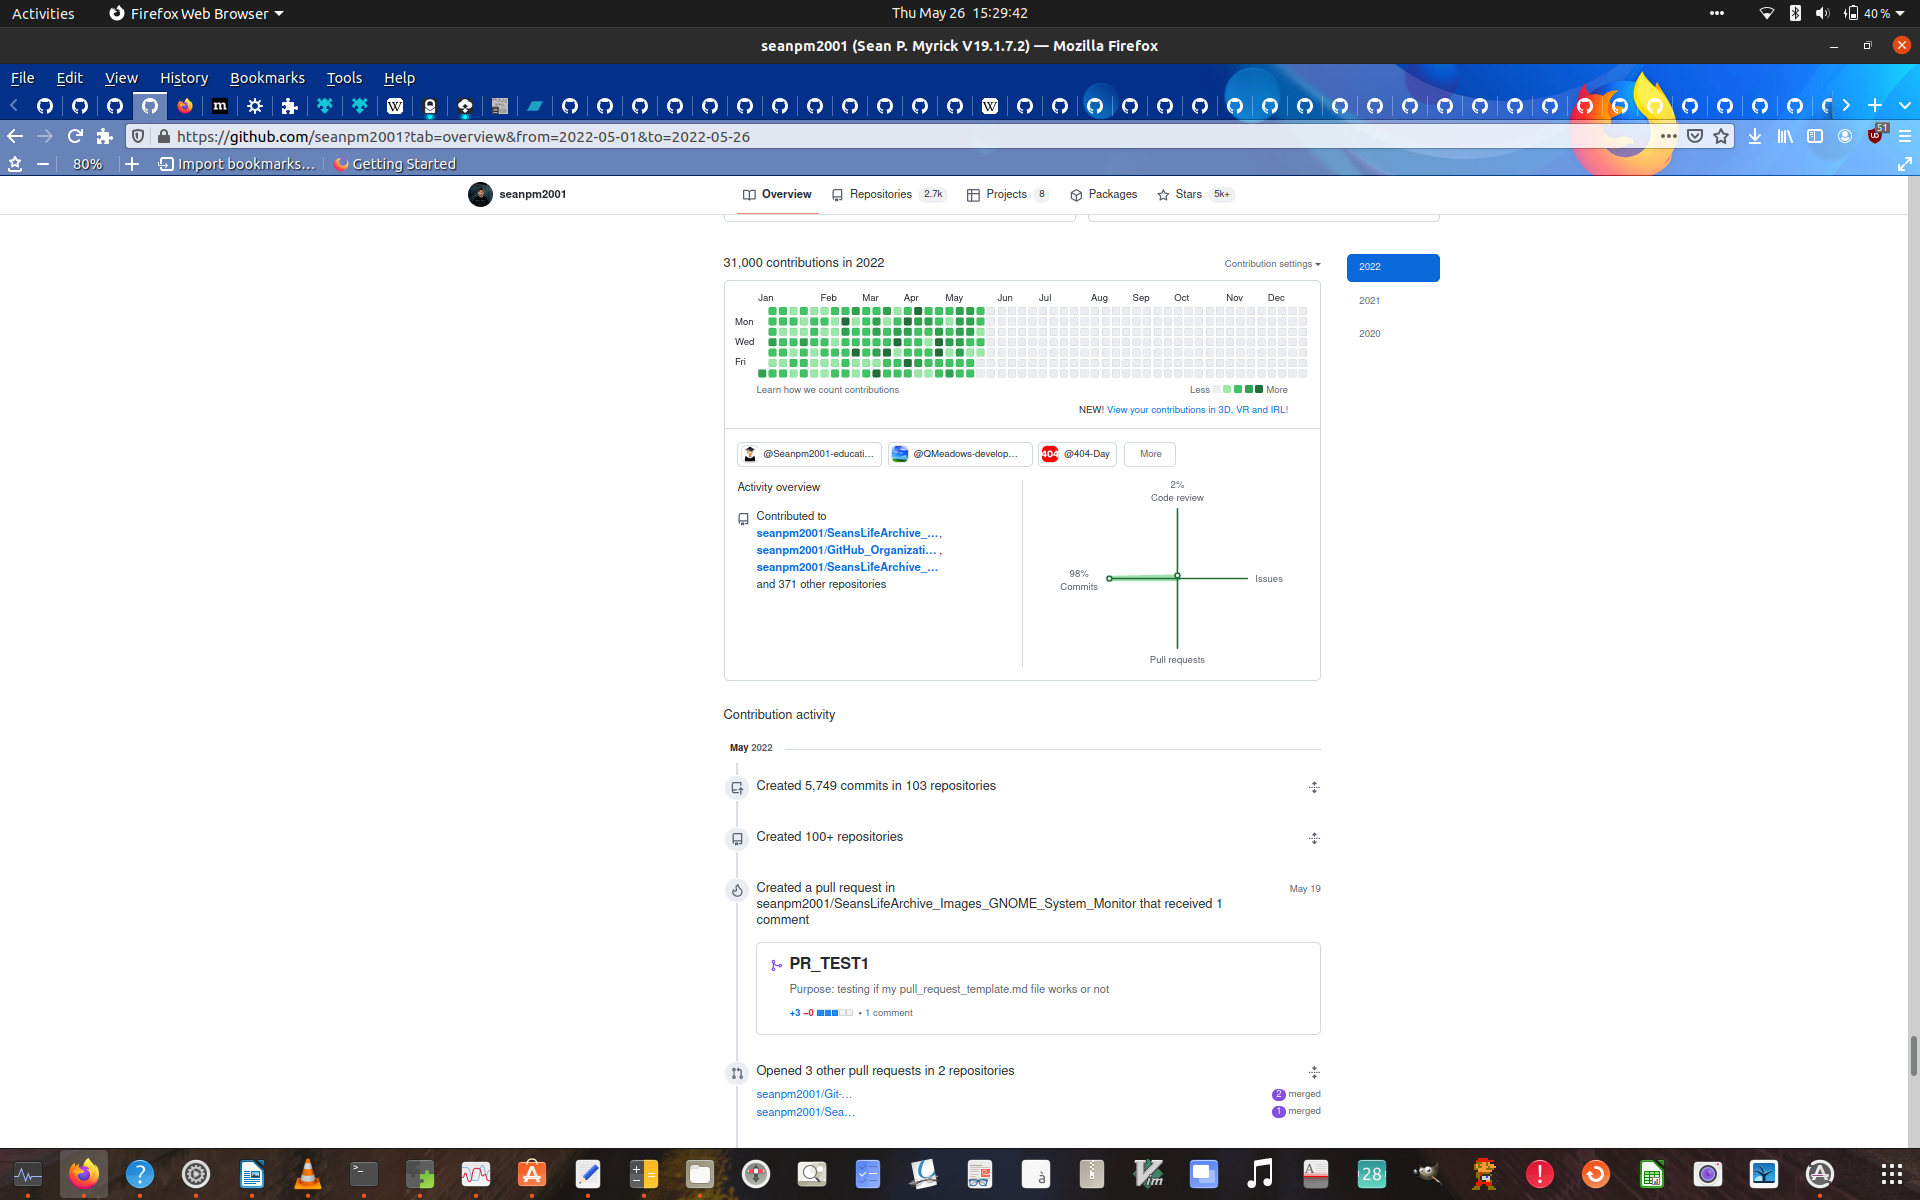 Activities Firefox Web Browser Thu May 26 15:29:42 40 %
seanpm2001 (Sean P. Myrick V19.1.7.2) — Mozilla Firefox
File Edit View History Bookmarks Tools Help
https://github.com/seanpm2001?tab=overview&from=2022-05-01&to=2022-05-26 51
80% Import bookmarks... Getting Started
seanpm2001 Overview Repositories 2.7k Projects 8 Packages Stars 5k+
31,000 contributions in 2022 Contribution settings 2022
Jan Feb Mar Apr May Jun Jul Aug Sep Oct Nov Dec
2021
Mon
2020
Wed
Fri
Learn how we count contributions Less More
NEW! View your contributions in 3D, VR and IRL!
@Seanpm2001-educati... @QMeadows-develop... 404 @404-Day More
Activity overview
2%
Code review
Contributed to
seanpm2001/SeansLifeArchive_... ,
seanpm2001/GitHub_Organizati... ,
seanpm2001/SeansLifeArchive_...
and 371 other repositories
98%
Commits
Issues
Pull requests
Contribution activity
May 2022
Created 5,749 commits in 103 repositories
Created 100+ repositories
Created a pull request in May 19
seanpm2001/SeansLifeArchive_Images_GNOME_System_Monitor that received 1
comment
PR_TEST1
Purpose: testing if my pull_request_template.md file works or not
+3 −0 • 1 comment
Opened 3 other pull requests in 2 repositories
seanpm2001/Git-... 2 merged
seanpm2001/Sea... 1 merged
28